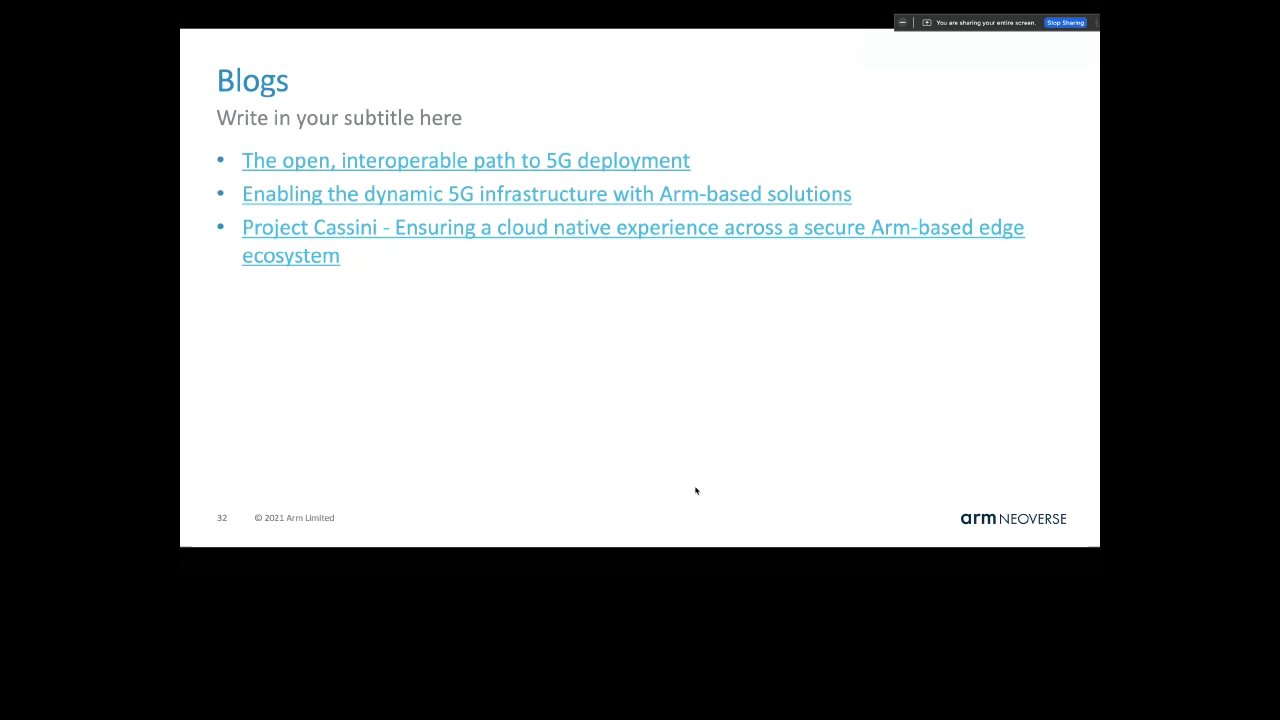 You are sharing your entire screen. Stop Sharing
Blogs
Write in your subtitle here
• The open, interoperable path to 5G deployment
• Enabling the dynamic 5G infrastructure with Arm-based solutions
• Project Cassini - Ensuring a cloud native experience across a secure Arm-based edge
ecosystem
32 © 2021 Arm Limited arm NEOVERSE